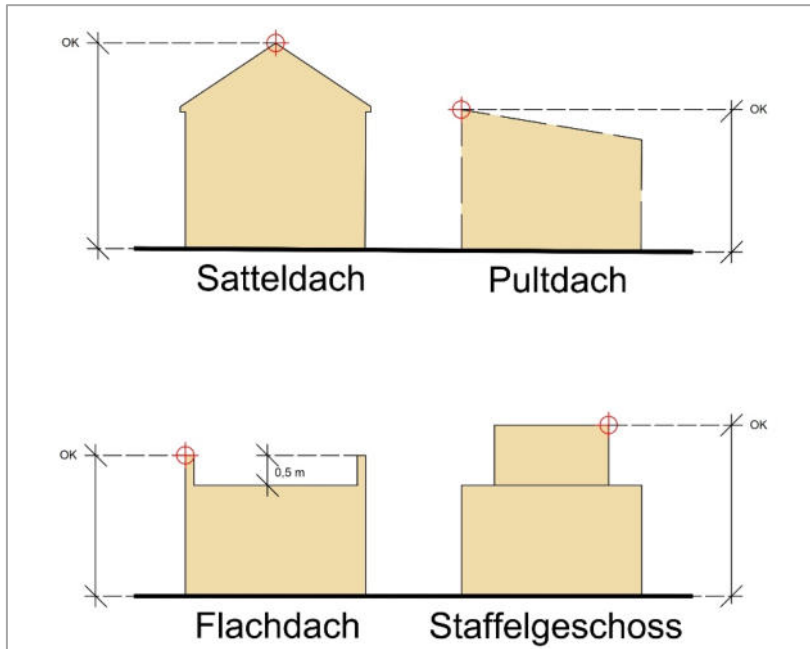 OK
OK
Satteldach
Pultdach
OK
0,5 m
OK
Flachdach
Staffelgeschoss